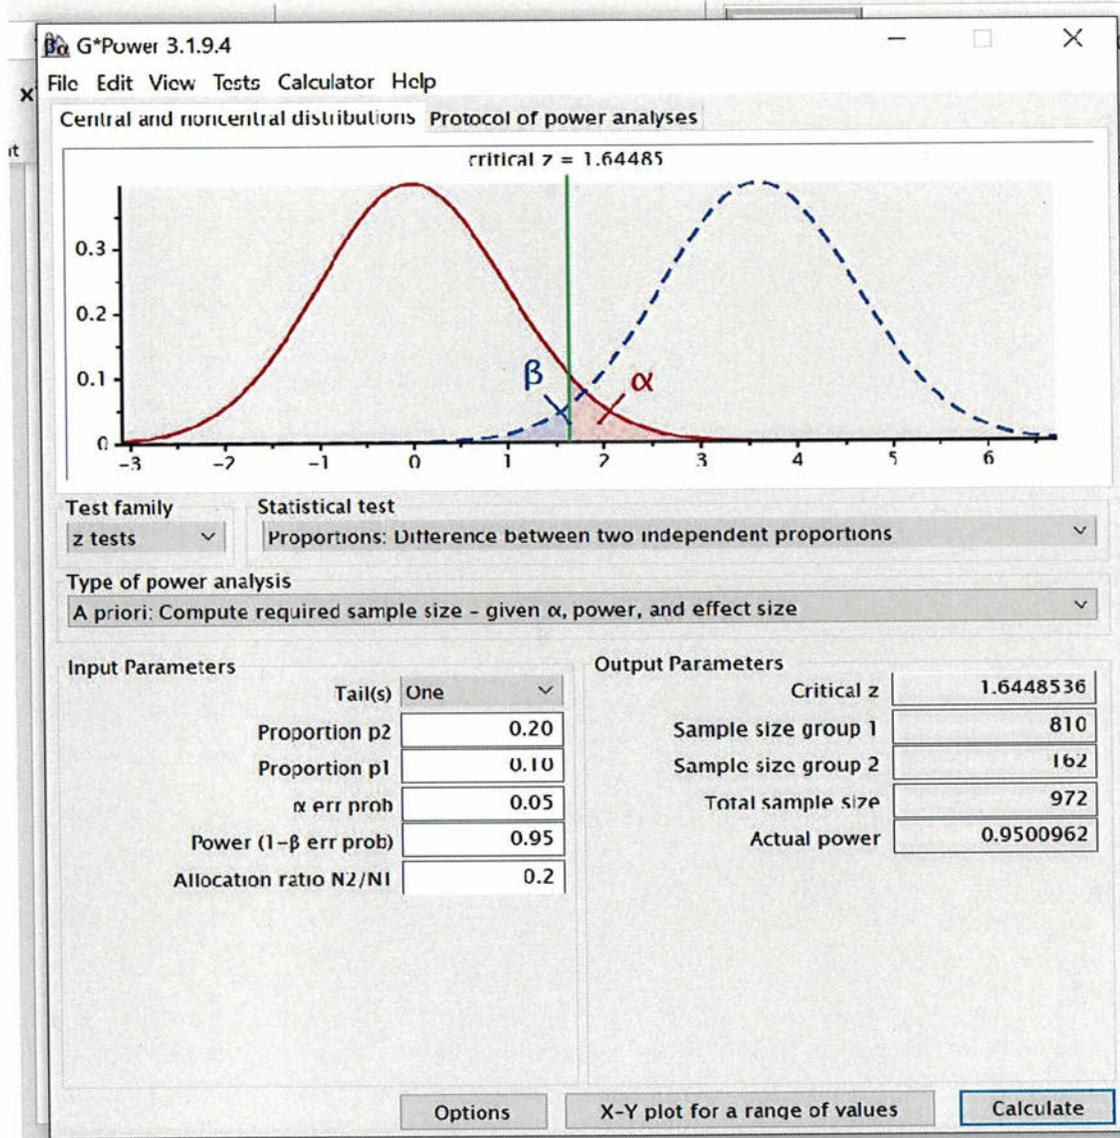 G*Power 3.1.9.4
File Edit View Tests Calculator Help
Central and noncentral distributions Protocol of power analyses
critical z = 1.64485
0.3
0.2
0.1
0
β
α
-3 -2 -1 0 1 2 3 4 5 6
Test family
Statistical test
z tests
Proportions: Difference between two independent proportions
Type of power analysis
A priori: Compute required sample size – given α, power, and effect size
Input Parameters
Output Parameters
Tail(s) One
Critical z 1.6448536
Proportion p2 0.20
Sample size group 1 810
Proportion p1 0.10
Sample size group 2 162
α err prob 0.05
Total sample size 972
Power (1-β err prob) 0.95
Actual power 0.9500962
Allocation ratio N2/N1 0.2
Options X-Y plot for a range of values Calculate